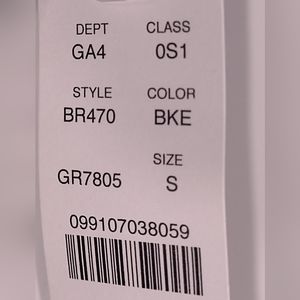 DEPT CLASS
GA4 0S1
STYLE COLOR
BR470 BKE
SIZE
GR7805 S
099107038059